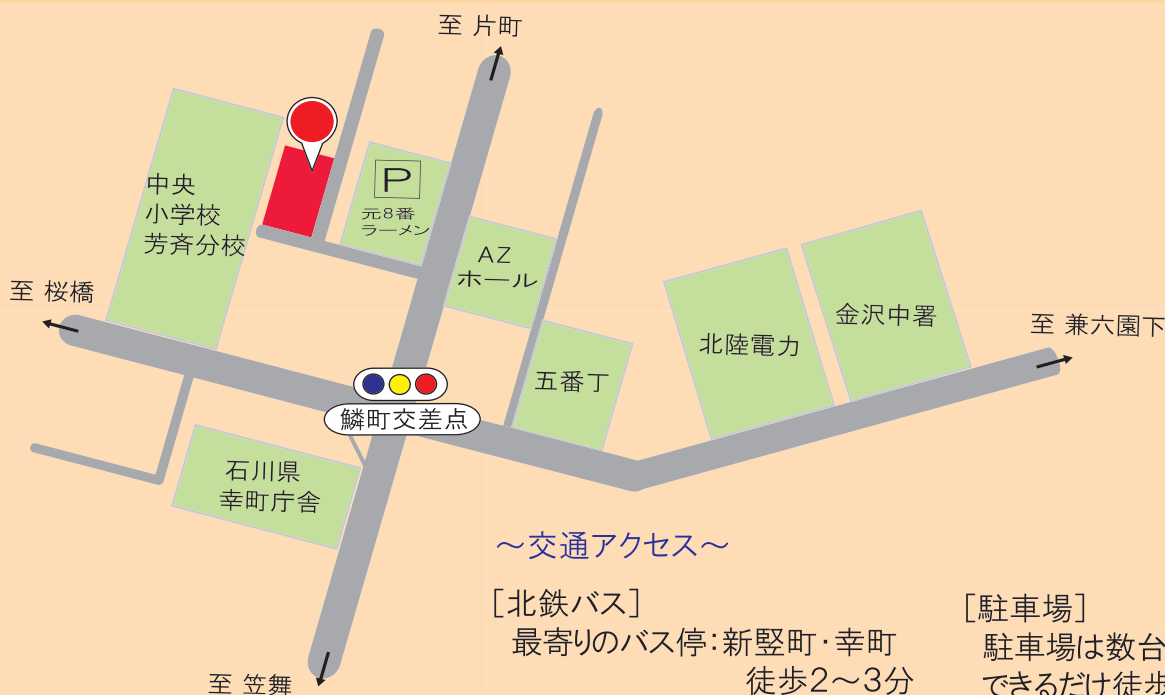 至 片町
中央
小学校
芳斉分校
P
元8番
ラーメン
AZ
ホール
至 桜橋
北陸電力
金沢中署
至 兼六園下
五番丁
鱗町交差点
石川県
幸町庁舎
～交通アクセス～
[北鉄バス]
最寄りのバス停：新竪町・幸町
徒歩2～3分
[駐車場]
駐車場は数台
できるだけ徒歩
至 笠舞